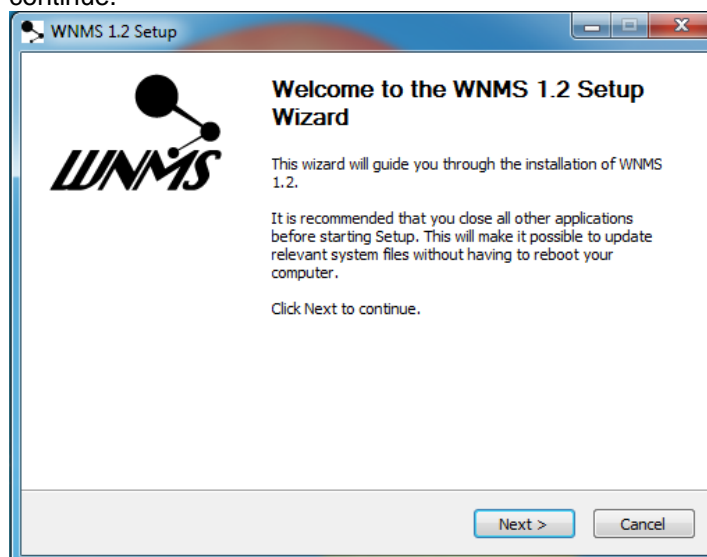 continue.
WNMS 1.2 Setup
WNMS
Welcome to the WNMS 1.2 Setup
Wizard
This wizard will guide you through the installation of WNMS
1.2.
It is recommended that you close all other applications
before starting Setup. This will make it possible to update
relevant system files without having to reboot your
computer.
Click Next to continue.
Next >
Cancel